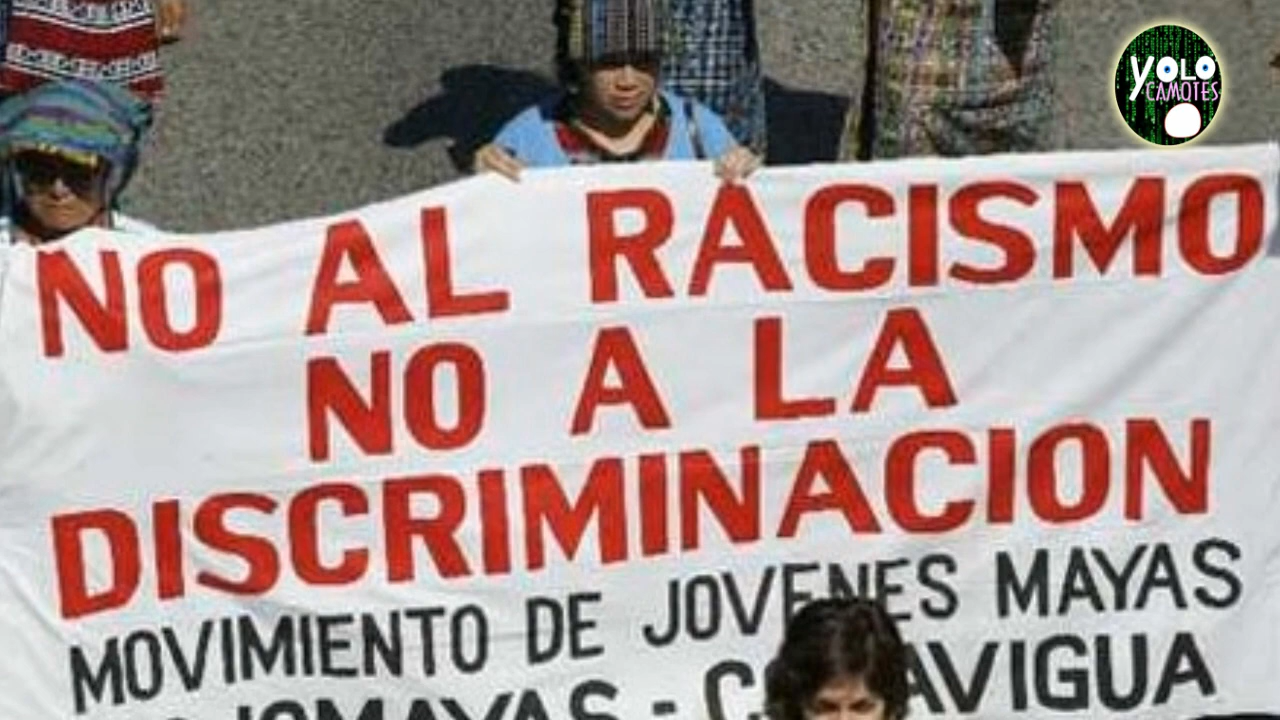 YOLO
CAMOTES
NO AL RACISMO
NO A LA
DISCRIMINACION
MOVIMIENTO DE JOVENES MAYAS